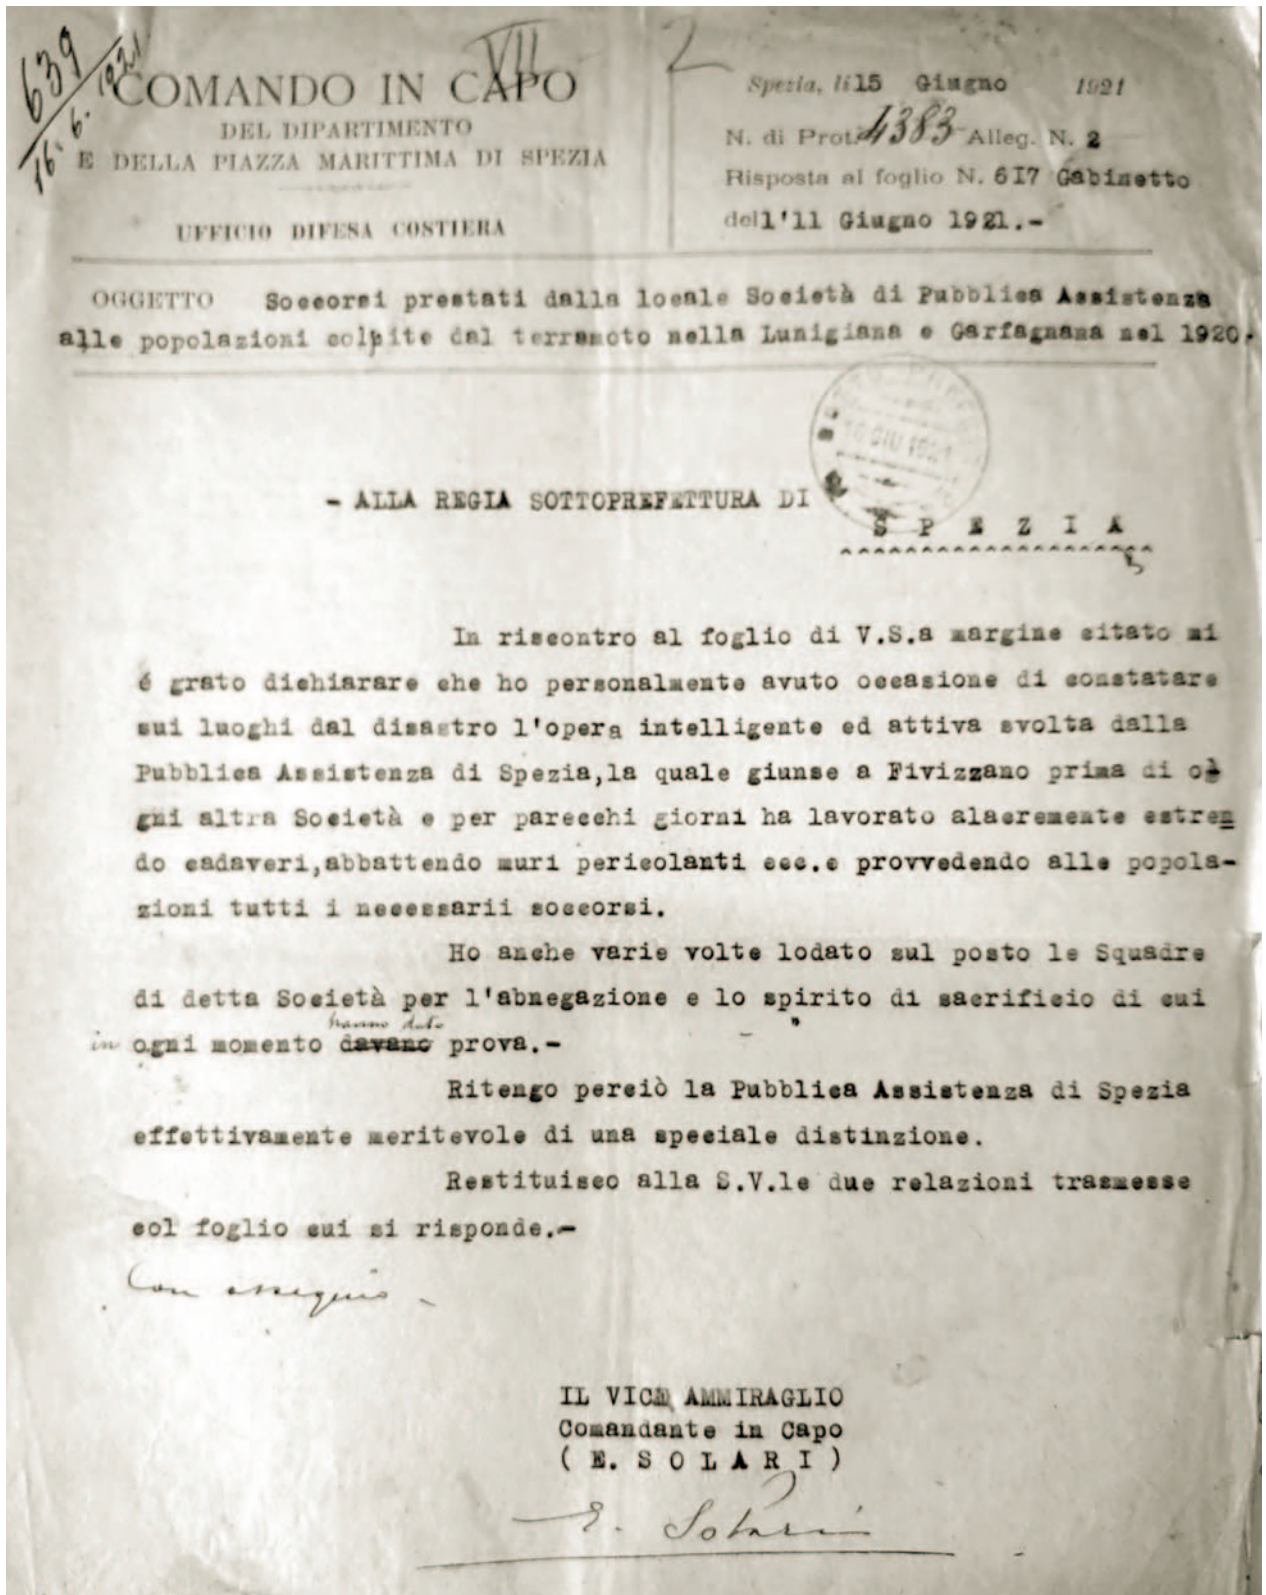 639
16.6.1921
VII
2
COMANDO IN CAPO
DEL DIPARTIMENTO
E DELLA PIAZZA MARITTIMA DI SPEZIA
UFFICIO DIFESA COSTIERA
Spezia, li 15 Giugno 1921
N. di Prot. 4383 Alleg. N. 2
Risposta al foglio N. 6I7 Gabinetto
dell'11 Giugno 1921.-
OGGETTO Soccorsi prestati dalla locale Società di Pubblica Assistenza
alle popolazioni colpite dal terremoto nella Lunigiana e Garfagnana nel 1920.
- ALLA REGIA SOTTOPREFETTURA DI
S P E Z I A
In riscontro al foglio di V.S.a margine citato mi
é grato dichiarare che ho personalmente avuto occasione di constatare
sui luoghi dal disastro l'opera intelligente ed attiva svolta dalla
Pubblica Assistenza di Spezia,la quale giunse a Fivizzano prima di o
gni altra Società e per parecchi giorni ha lavorato alacremente estren
do cadaveri,abbattendo muri pericolanti ecc.e provvedendo alle popola-
zioni tutti i necessarii soccorsi.
Ho anche varie volte lodato sul posto le Squadre
di detta Società per l'abnegazione e lo spirito di sacrificio di cui
hanno dato
in ogni momento davano prova.-
Ritengo perciò la Pubblica Assistenza di Spezia
effettivamente meritevole di una speciale distinzione.
Restituisco alla S.V.le due relazioni trasmesse
col foglio cui si risponde.-
Con ossequio
IL VICE AMMIRAGLIO
Comandante in Capo
( E. S O L A R I )
E. Solari